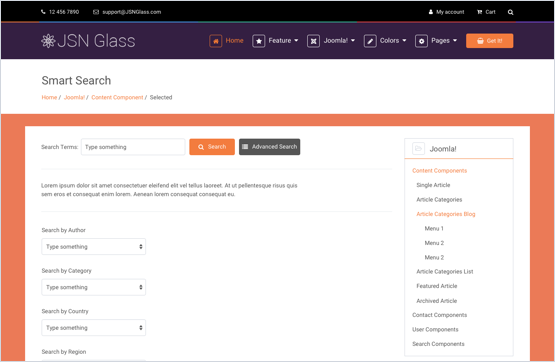 12 456 7890 support@JSNGlass.com My account Cart
JSN Glass Home Feature Joomla! Colors Pages Get It!
Smart Search
Home / Joomla! / Content Component / Selected
Search Terms: Type something Search Advanced Search
Lorem ipsum dolor sit amet consectetuer eleifend elit vel tellus laoreet. At ut pellentesque risus quis
sem eros et consequat enim lorem. Aenean lorem consequat consequat eu.
Search by Author
Type something
Search by Category
Type something
Search by Country
Type something
Search by Region
Joomla!
Content Components
Single Article
Article Categories
Article Categories Blog
Menu 1
Menu 2
Menu 2
Article Categories List
Featured Article
Archived Article
Contact Components
User Components
Search Components